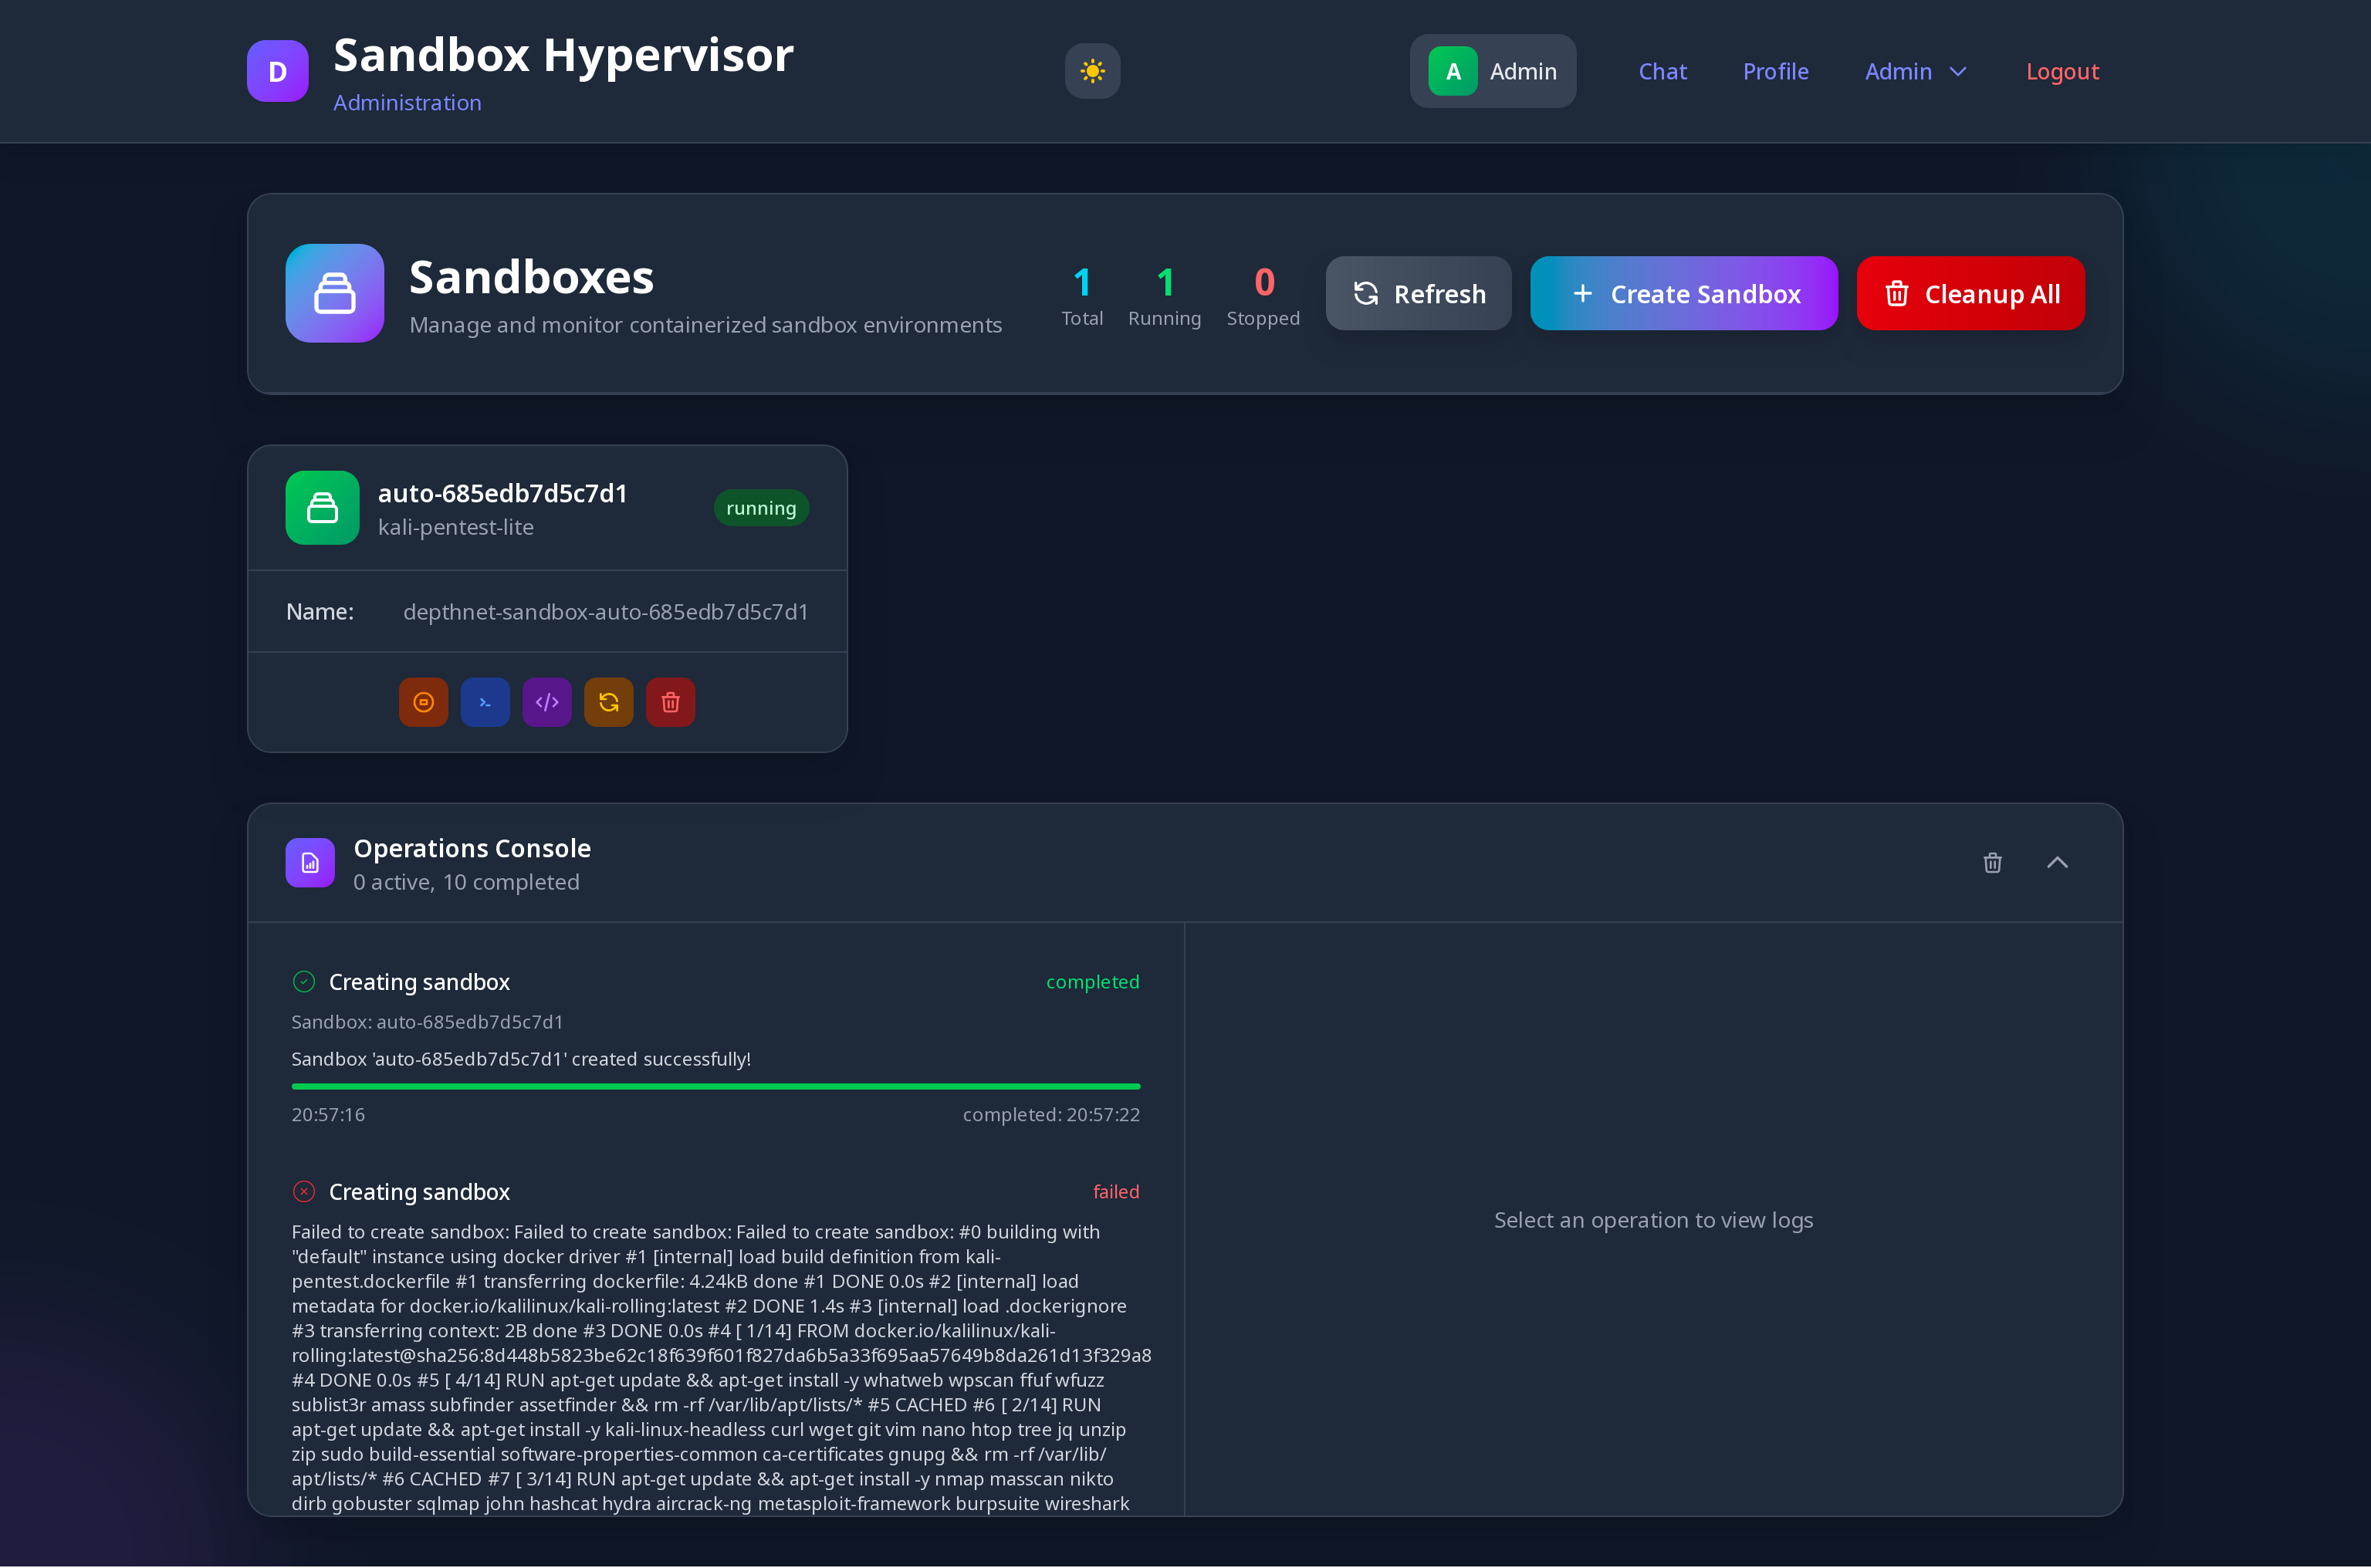 D
Sandbox Hypervisor
Administration
A Admin
Chat
Profile
Admin
Logout
Sandboxes
Manage and monitor containerized sandbox environments
1 Total
1 Running
0 Stopped
Refresh
Create Sandbox
Cleanup All
auto-685edb7d5c7d1
kali-pentest-lite
running
Name: depthnet-sandbox-auto-685edb7d5c7d1
Operations Console
0 active, 10 completed
Creating sandbox completed
Sandbox: auto-685edb7d5c7d1
Sandbox 'auto-685edb7d5c7d1' created successfully!
20:57:16 completed: 20:57:22
Creating sandbox failed
Failed to create sandbox: Failed to create sandbox: Failed to create sandbox: #0 building with
"default" instance using docker driver #1 [internal] load build definition from kali-
pentest.dockerfile #1 transferring dockerfile: 4.24kB done #1 DONE 0.0s #2 [internal] load
metadata for docker.io/kalilinux/kali-rolling:latest #2 DONE 1.4s #3 [internal] load .dockerignore
#3 transferring context: 2B done #3 DONE 0.0s #4 [ 1/14] FROM docker.io/kalilinux/kali-
rolling:latest@sha256:8d448b5823be62c18f639f601f827da6b5a33f695aa57649b8da261d13f329a8
#4 DONE 0.0s #5 [ 4/14] RUN apt-get update && apt-get install -y whatweb wpscan ffuf wfuzz
sublist3r amass subfinder assetfinder && rm -rf /var/lib/apt/lists/* #5 CACHED #6 [ 2/14] RUN
apt-get update && apt-get install -y kali-linux-headless curl wget git vim nano htop tree jq unzip
zip sudo build-essential software-properties-common ca-certificates gnupg && rm -rf /var/lib/
apt/lists/* #6 CACHED #7 [ 3/14] RUN apt-get update && apt-get install -y nmap masscan nikto
dirb gobuster sqlmap john hashcat hydra aircrack-ng metasploit-framework burpsuite wireshark
Select an operation to view logs